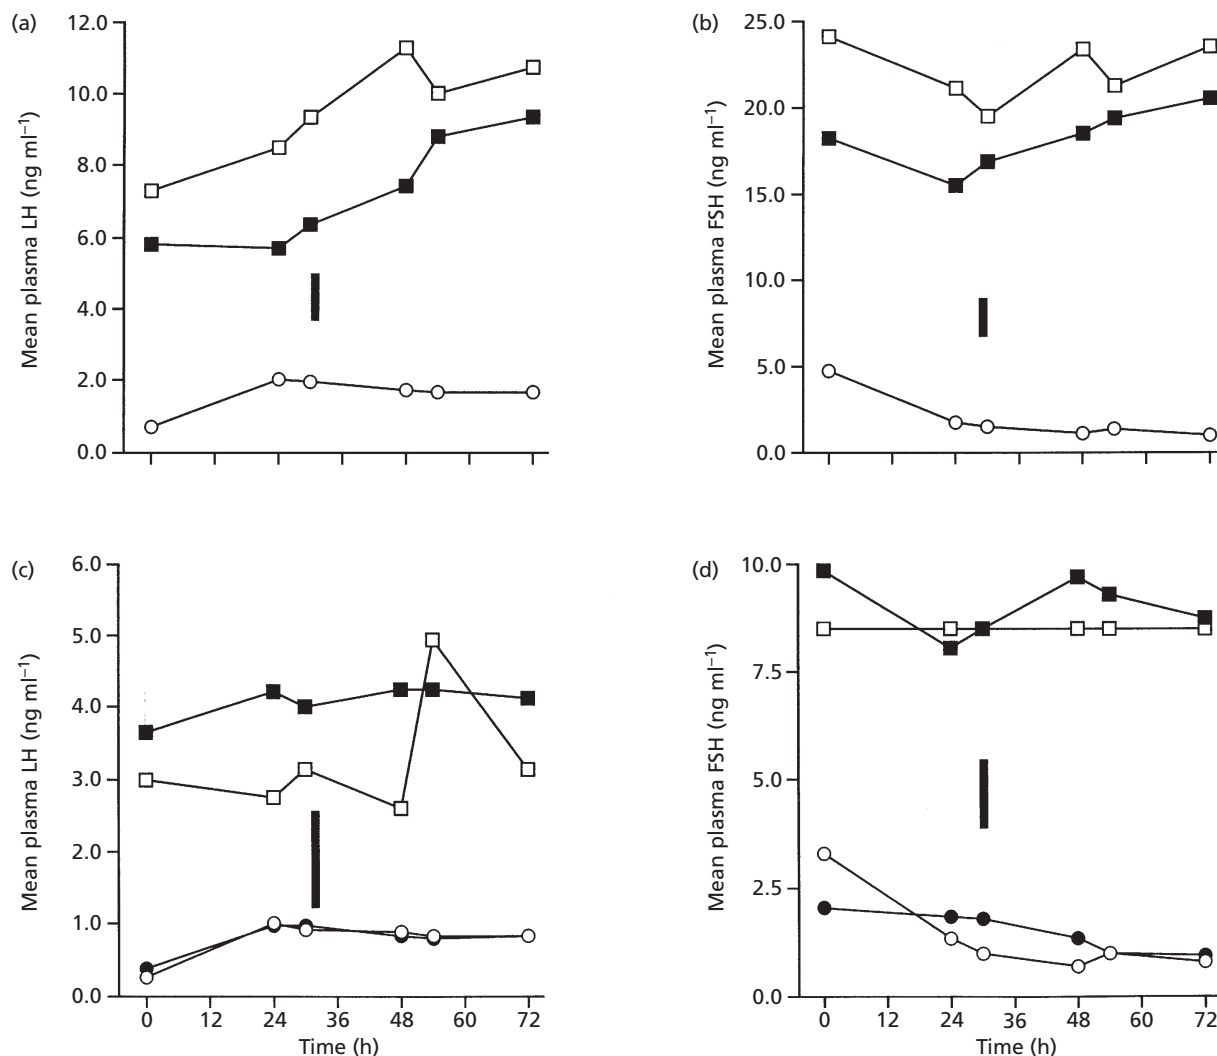 (a)
12.0
10.0
8.0
6.0
4.0
2.0
0.0
Mean plasma LH (ng ml⁻¹)
(b)
25.0
20.0
15.0
10.0
5.0
0.0
Mean plasma FSH (ng ml⁻¹)
(c)
6.0
5.0
4.0
3.0
2.0
1.0
0.0
Mean plasma LH (ng ml⁻¹)
0 12 24 36 48 60 72
Time (h)
(d)
10.0
7.5
5.0
2.5
0.0
Mean plasma FSH (ng ml⁻¹)
0 12 24 36 48 60 72
Time (h)